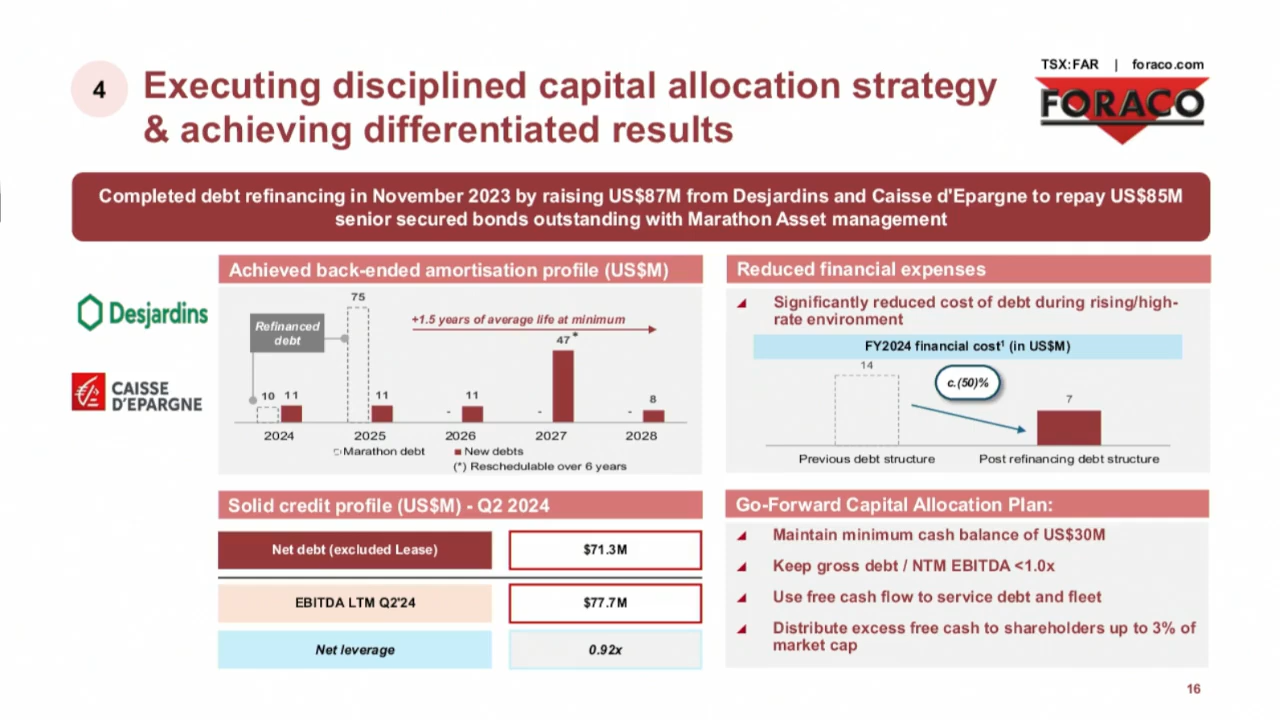 TSX:FAR | foraco.com
4
Executing disciplined capital allocation strategy
& achieving differentiated results
FORACO
Completed debt refinancing in November 2023 by raising US$87M from Desjardins and Caisse d'Epargne to repay US$85M
senior secured bonds outstanding with Marathon Asset management
Desjardins
CAISSE
D'EPARGNE
Achieved back-ended amortisation profile (US$M)
75
+1.5 years of average life at minimum
Refinanced
debt
47*
10 11 11 - 11 - - 8
2024 2025 2026 2027 2028
Marathon debt New debts
(*) Reschedulable over 6 years
Reduced financial expenses
Significantly reduced cost of debt during rising/high-
rate environment
FY2024 financial cost¹ (in US$M)
14
c.(50)%
7
Previous debt structure Post refinancing debt structure
Solid credit profile (US$M) - Q2 2024
Net debt (excluded Lease) $71.3M
EBITDA LTM Q2'24 $77.7M
Net leverage 0.92x
Go-Forward Capital Allocation Plan:
Maintain minimum cash balance of US$30M
Keep gross debt / NTM EBITDA <1.0x
Use free cash flow to service debt and fleet
Distribute excess free cash to shareholders up to 3% of
market cap
16